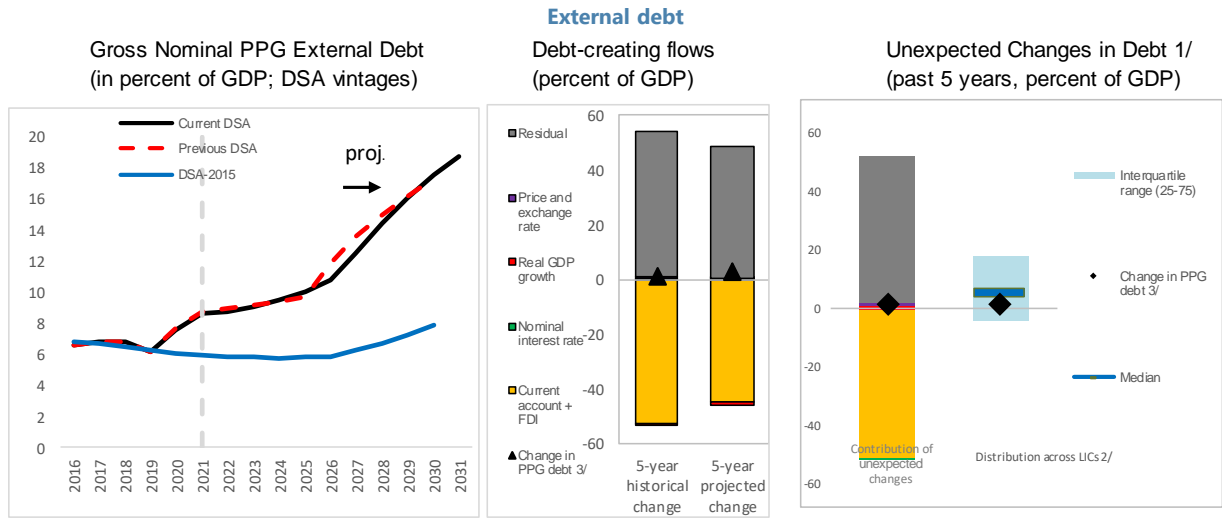 External debt
Gross Nominal PPG External Debt
(in percent of GDP; DSA vintages)
20
18
16
14
12
10
8
6
4
2
0
Current DSA
Previous DSA
DSA-2015
proj.
2016
2017
2018
2019
2020
2021
2022
2023
2024
2025
2026
2027
2028
2029
2030
2031
Debt-creating flows
(percent of GDP)
Residual
Price and
exchange
rate
Real GDP
growth
Nominal
interest rate
Current
account +
FDI
Change in
PPG debt 3/
60
40
20
0
-20
-40
-60
5-year
historical
change
5-year
projected
change
Unexpected Changes in Debt 1/
(past 5 years, percent of GDP)
60
40
20
0
-20
-40
-60
Contribution of
unexpected
changes
Distribution across LICs 2/
Interquartile
range (25-75)
Change in PPG
debt 3/
Median